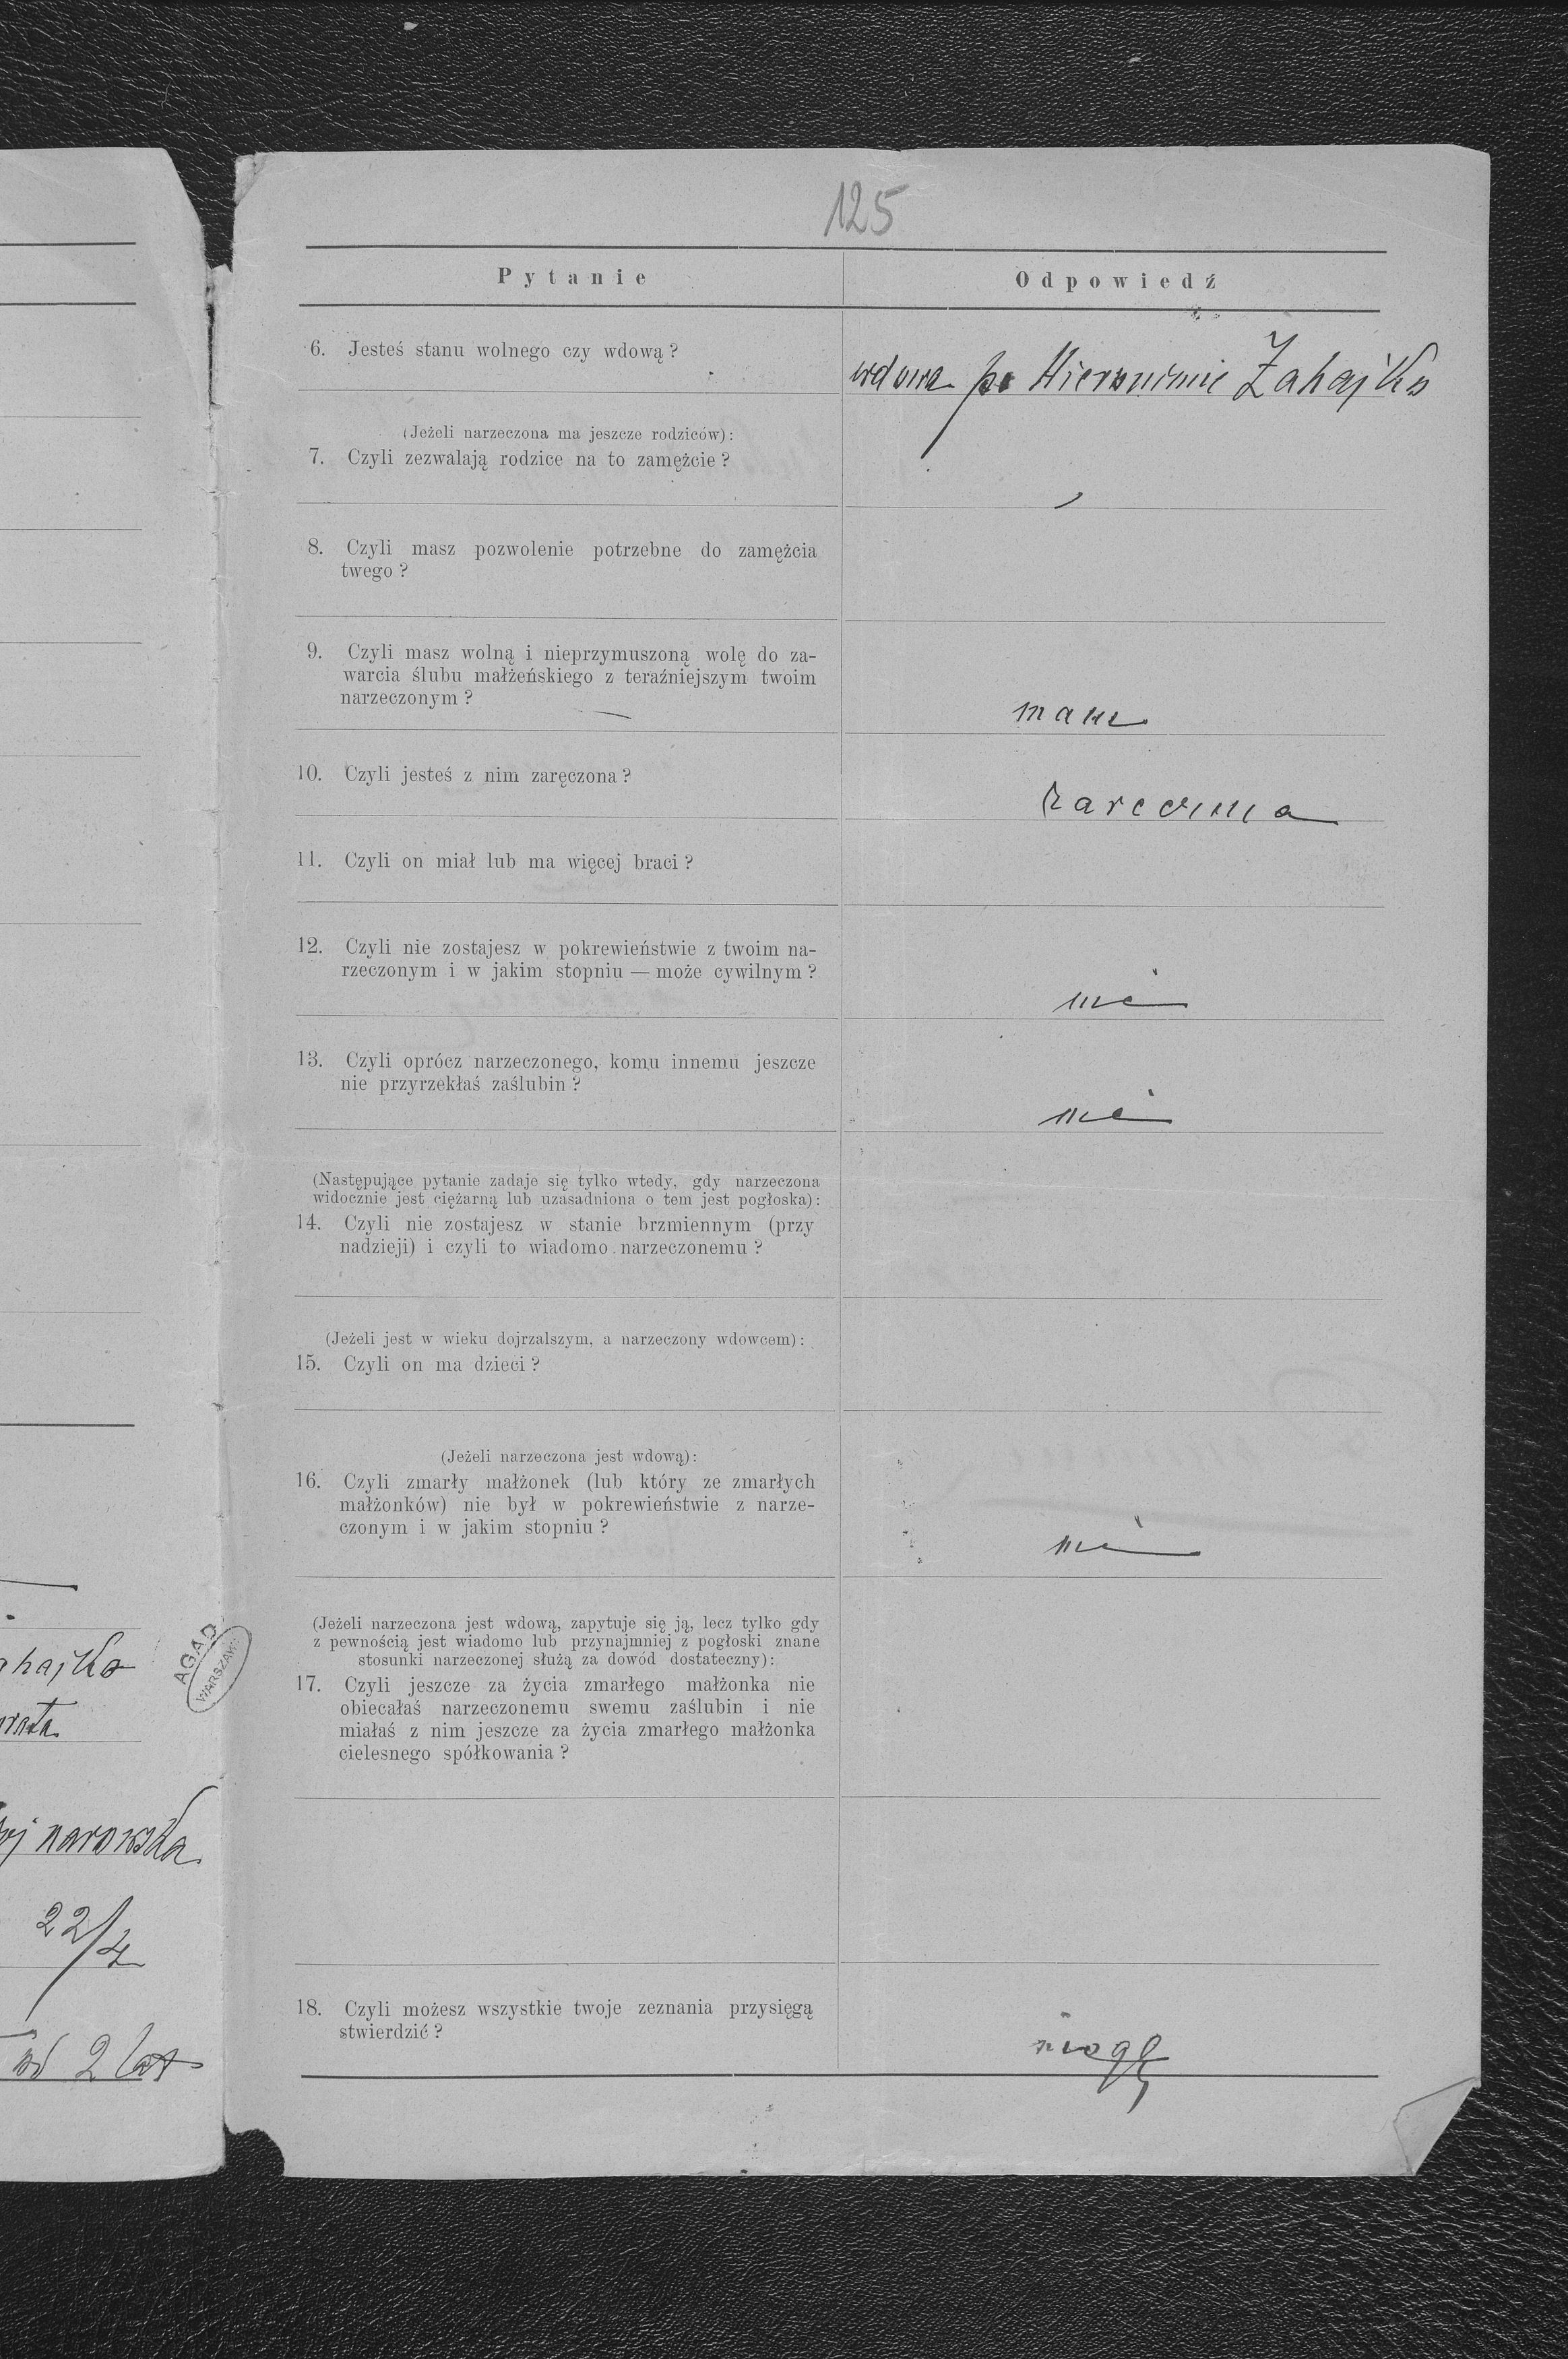 125
Pytanie
Odpowiedź
6. Jesteś stanu wolnego czy wdową?
wdowa po Hieronimie Zahajko
(Jeżeli narzeczona ma jeszcze rodziców):
7. Czyli zezwalają rodzice na to zamężcie?
8. Czyli masz pozwolenie potrzebne do zamężcia
twego?
9. Czyli masz wolną i nieprzymuszoną wolę do za-
warcia ślubu małżeńskiego z teraźniejszym twoim
narzeczonym?
mam
10. Czyli jesteś z nim zaręczona?
zareczona
11. Czyli on miał lub ma więcej braci?
12. Czyli nie zostajesz w pokrewieństwie z twoim na-
rzeczonym i w jakim stopniu — może cywilnym?
nie
13. Czyli oprócz narzeczonego, komu innemu jeszcze
nie przyrzekłaś zaślubin?
nie
(Następujące pytanie zadaje się tylko wtedy, gdy narzeczona
widocznie jest ciężarną lub uzasadniona o tem jest pogłoska):
14. Czyli nie zostajesz w stanie brzmiennym (przy
nadzieji) i czyli to wiadomo narzeczonemu?
(Jeżeli jest w wieku dojrzalszym, a narzeczony wdowcem):
15. Czyli on ma dzieci?
(Jeżeli narzeczona jest wdową):
16. Czyli zmarły małżonek (lub który ze zmarłych
małżonków) nie był w pokrewieństwie z narze-
czonym i w jakim stopniu?
nie
(Jeżeli narzeczona jest wdową, zapytuje się ją, lecz tylko gdy
z pewnością jest wiadomo lub przynajmniej z pogłoski znane
stosunki narzeczonej służą za dowód dostateczny):
17. Czyli jeszcze za życia zmarłego małżonka nie
obiecałaś narzeczonemu swemu zaślubin i nie
miałaś z nim jeszcze za życia zmarłego małżonka
cielesnego spółkowania?
18. Czyli możesz wszystkie twoje zeznania przysięgą
stwierdzić?
mogę
ahajko
AGAD
WARSZAWA
narowska
22/4
od 2 lat